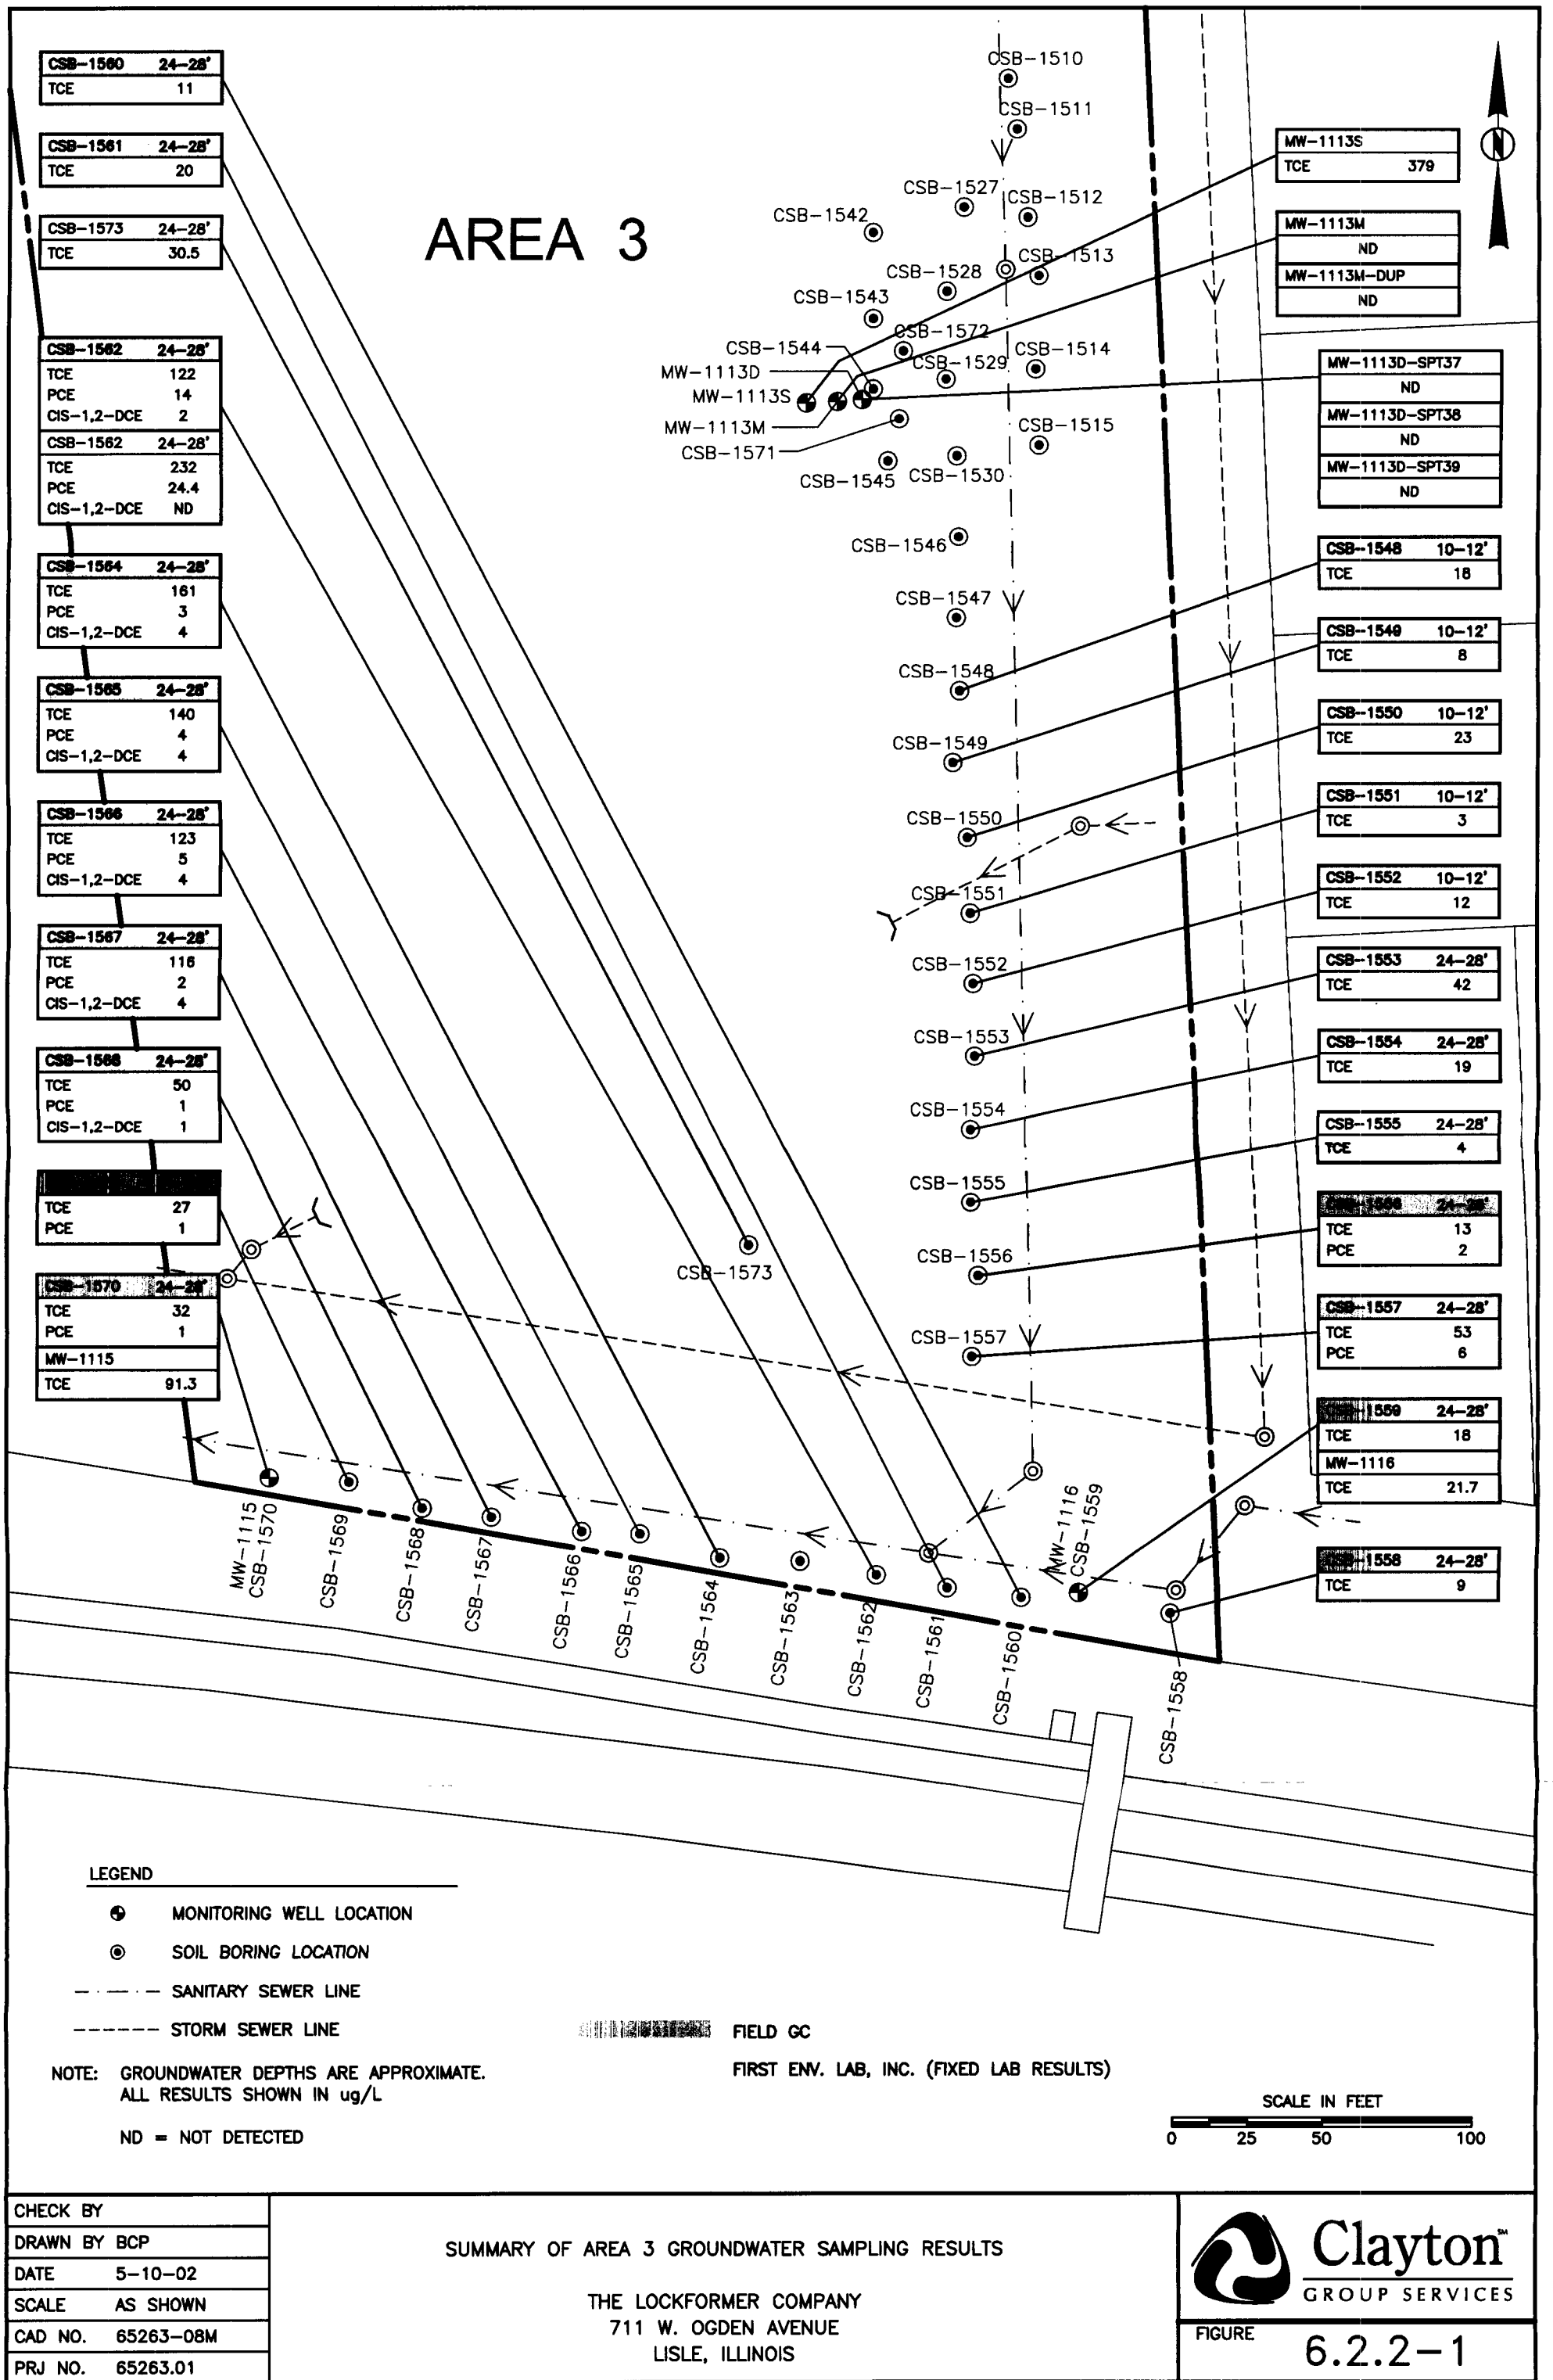 CSB-1560 24-28'
TCE 11
CSB-1561 24-28'
TCE 20
CSB-1573 24-28'
TCE 30.5
CSB-1562 24-28'
TCE 122
PCE 14
CIS-1,2-DCE 2
CSB-1562 24-28'
TCE 232
PCE 24.4
CIS-1,2-DCE ND
CSB-1564 24-28'
TCE 161
PCE 3
CIS-1,2-DCE 4
CSB-1565 24-28'
TCE 140
PCE 4
CIS-1,2-DCE 4
CSB-1566 24-28'
TCE 123
PCE 5
CIS-1,2-DCE 4
CSB-1567 24-28'
TCE 116
PCE 2
CIS-1,2-DCE 4
CSB-1568 24-28'
TCE 50
PCE 1
CIS-1,2-DCE 1
TCE 27
PCE 1
CSB-1570 24-28'
TCE 32
PCE 1
MW-1115
TCE 91.3
AREA 3
CSB-1510
CSB-1511
CSB-1527
CSB-1512
CSB-1542
CSB-1528
CSB-1513
CSB-1543
CSB-1572
CSB-1544
CSB-1529
CSB-1514
MW-1113D
MW-1113S
MW-1113M
CSB-1571
CSB-1515
CSB-1545
CSB-1530
CSB-1546
CSB-1547
CSB-1548
CSB-1549
CSB-1550
CSB-1551
CSB-1552
CSB-1553
CSB-1554
CSB-1555
CSB-1556
CSB-1557
CSB-1573
N
MW-1113S
TCE 379
MW-1113M
ND
MW-1113M-DUP
ND
MW-1113D-SPT37
ND
MW-1113D-SPT38
ND
MW-1113D-SPT39
ND
CSB-1548 10-12'
TCE 18
CSB-1549 10-12'
TCE 8
CSB-1550 10-12'
TCE 23
CSB-1551 10-12'
TCE 3
CSB-1552 10-12'
TCE 12
CSB-1553 24-28'
TCE 42
CSB-1554 24-28'
TCE 19
CSB-1555 24-28'
TCE 4
24-28'
TCE 13
PCE 2
CSB-1557 24-28'
TCE 53
PCE 6
CSB-1559 24-28'
TCE 18
MW-1116
TCE 21.7
CSB-1558 24-28'
TCE 9
MW-1115
CSB-1570
CSB-1569
CSB-1568
CSB-1567
CSB-1566
CSB-1565
CSB-1564
CSB-1563
CSB-1562
CSB-1561
CSB-1560
MW-1116
CSB-1559
CSB-1558
LEGEND
MONITORING WELL LOCATION
SOIL BORING LOCATION
SANITARY SEWER LINE
STORM SEWER LINE
FIELD GC
FIRST ENV. LAB, INC. (FIXED LAB RESULTS)
NOTE: GROUNDWATER DEPTHS ARE APPROXIMATE.
ALL RESULTS SHOWN IN ug/L
ND = NOT DETECTED
SCALE IN FEET
0 25 50 100
CHECK BY
DRAWN BY BCP
DATE 5-10-02
SCALE AS SHOWN
CAD NO. 65263-08M
PRJ NO. 65263.01
SUMMARY OF AREA 3 GROUNDWATER SAMPLING RESULTS
THE LOCKFORMER COMPANY
711 W. OGDEN AVENUE
LISLE, ILLINOIS
Clayton SM
GROUP SERVICES
FIGURE
6.2.2-1